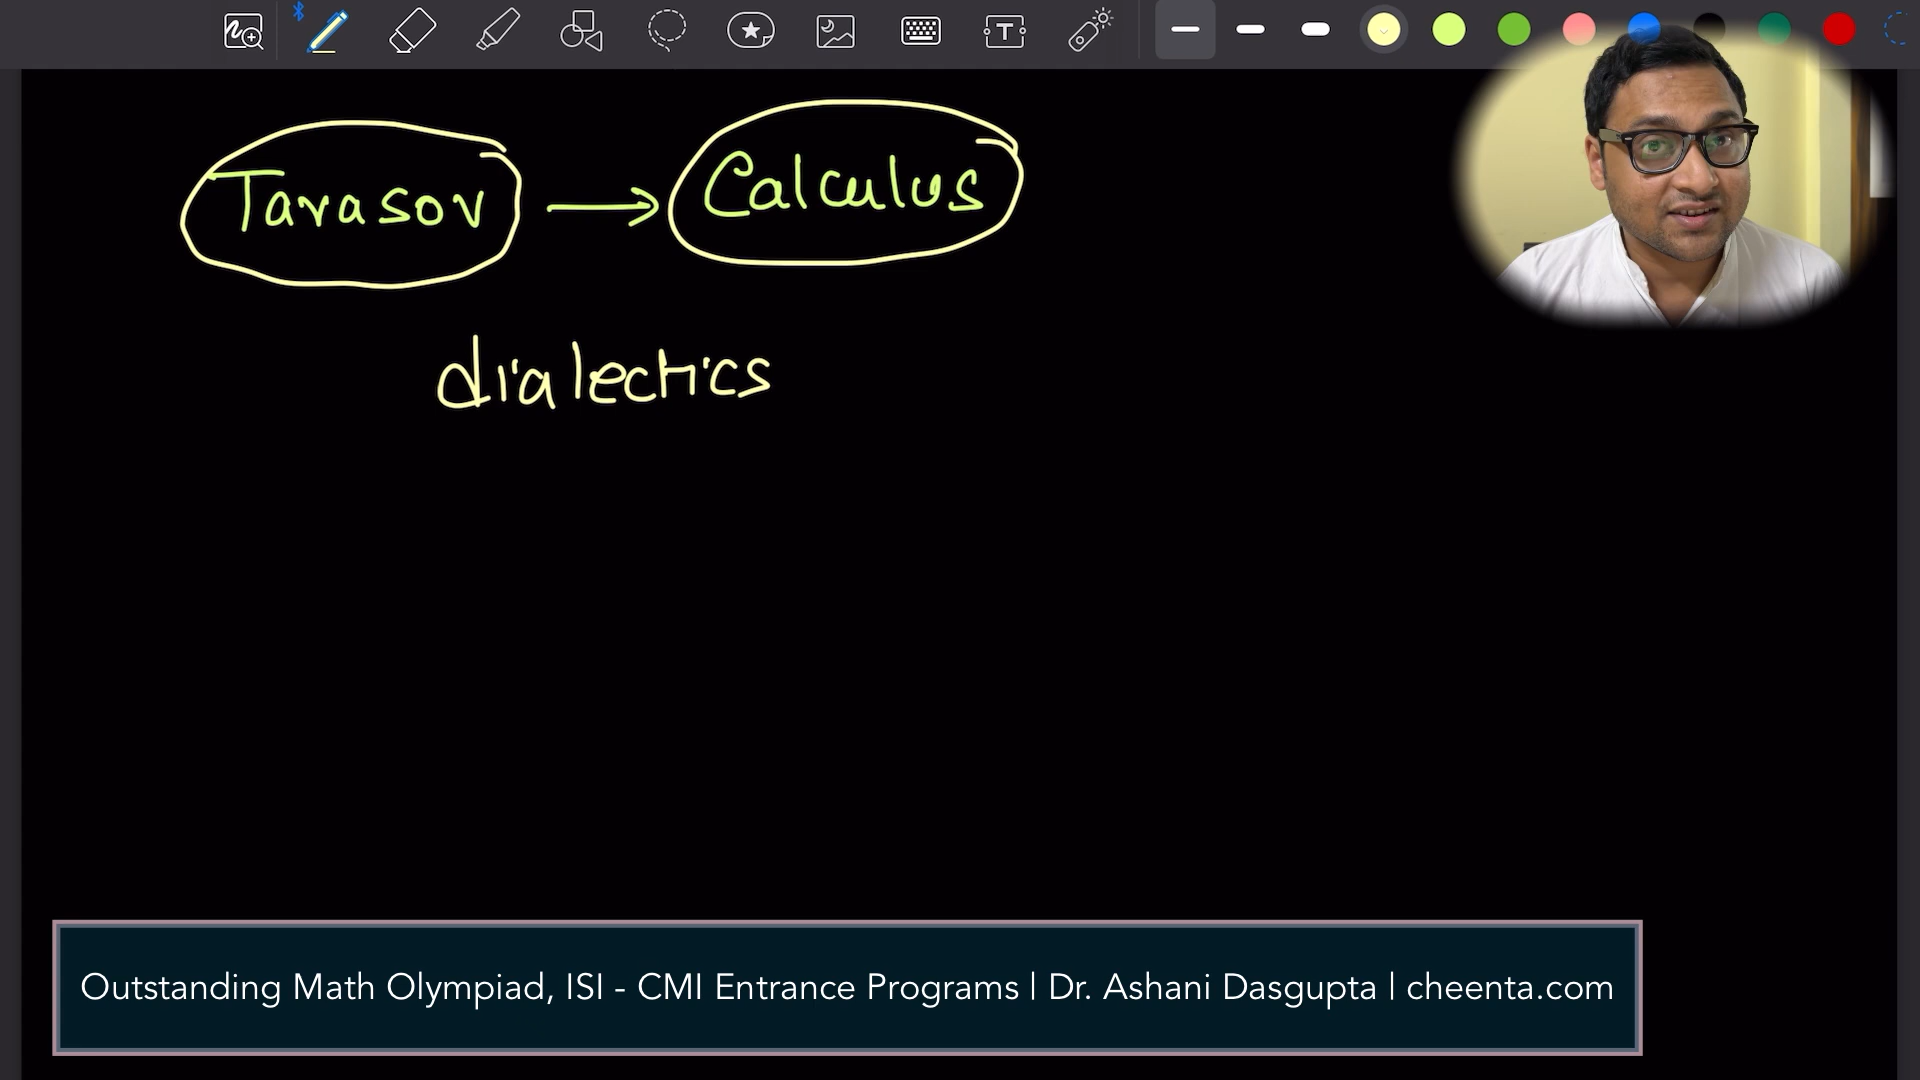 Tarasov → Calculus
dialectics
Outstanding Math Olympiad, ISI - CMI Entrance Programs | Dr. Ashani Dasgupta | cheenta.com